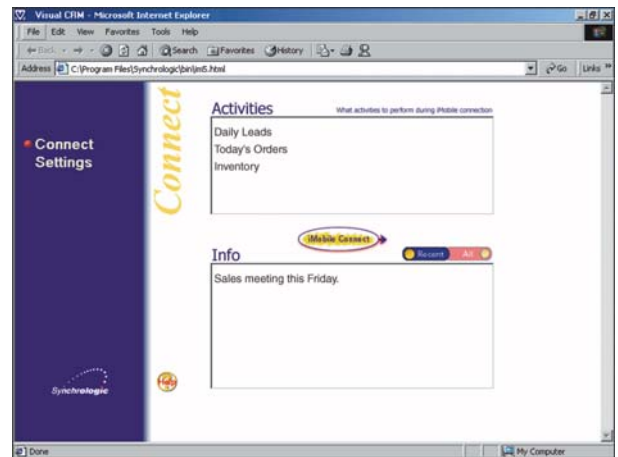 Visual CRM - Microsoft Internet Explorer
File Edit View Favorites Tools Help
Back Search Favorites History
Address C:\Program Files\Synchrologic\bin\im5.html Go Links »
Connect
Settings
Connect
Activities What activities to perform during iMobile connection
Daily Leads
Today's Orders
Inventory
iMobile Connect
Info Recent All
Sales meeting this Friday.
Synchrologic
Help
Done My Computer